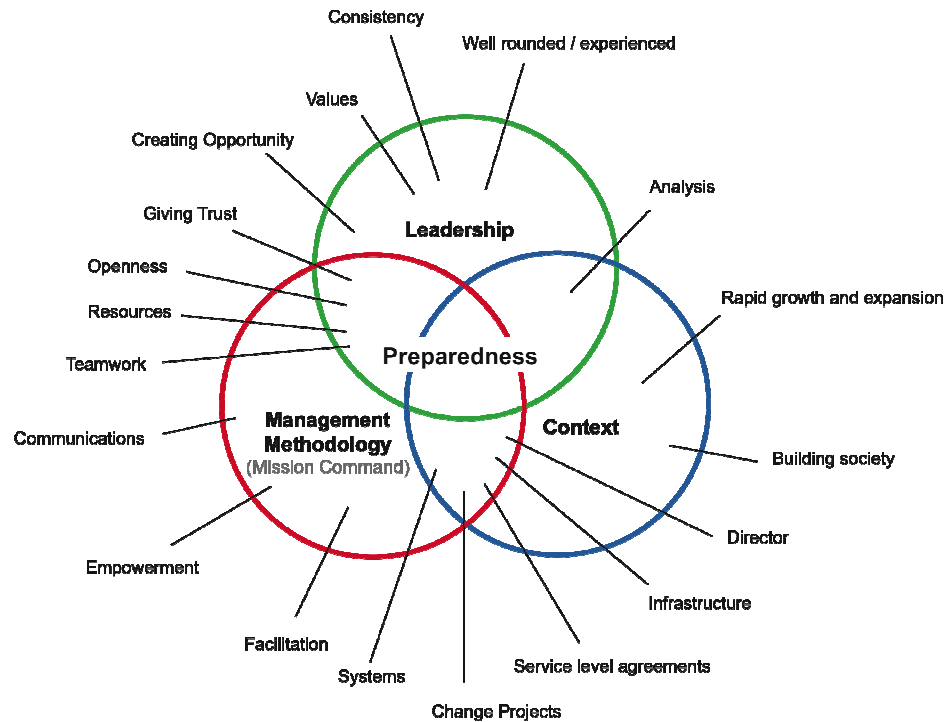 Consistency
Well rounded / experienced
Values
Creating Opportunity
Analysis
Giving Trust
Leadership
Openness
Rapid growth and expansion
Resources
Preparedness
Teamwork
Management
Methodology
(Mission Command)
Context
Communications
Building society
Director
Empowerment
Infrastructure
Facilitation
Service level agreements
Systems
Change Projects